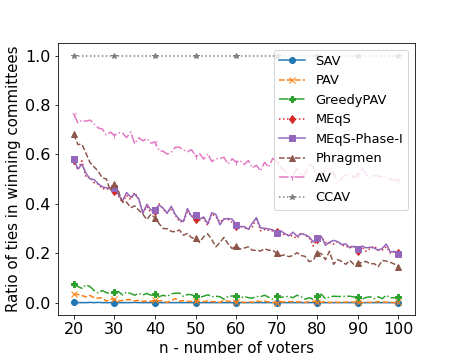 Ratio of ties in winning committees
1.0
0.8
0.6
0.4
0.2
0.0
SAV
PAV
GreedyPAV
MEqS
MEqS-Phase-I
Phragmen
AV
CCAV
20 30 40 50 60 70 80 90 100
n - number of voters